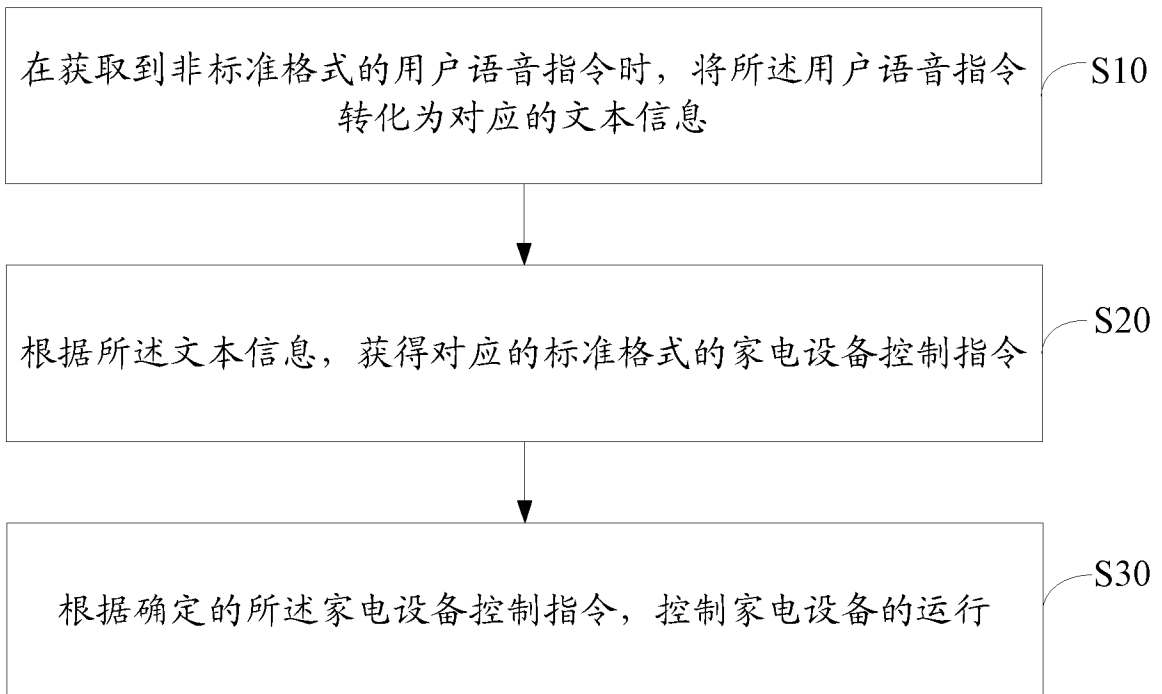 在获取到非标准格式的用户语音指令时，将所述用户语音指令
转化为对应的文本信息
S10
根据所述文本信息，获得对应的标准格式的家电设备控制指令
S20
根据确定的所述家电设备控制指令，控制家电设备的运行
S30